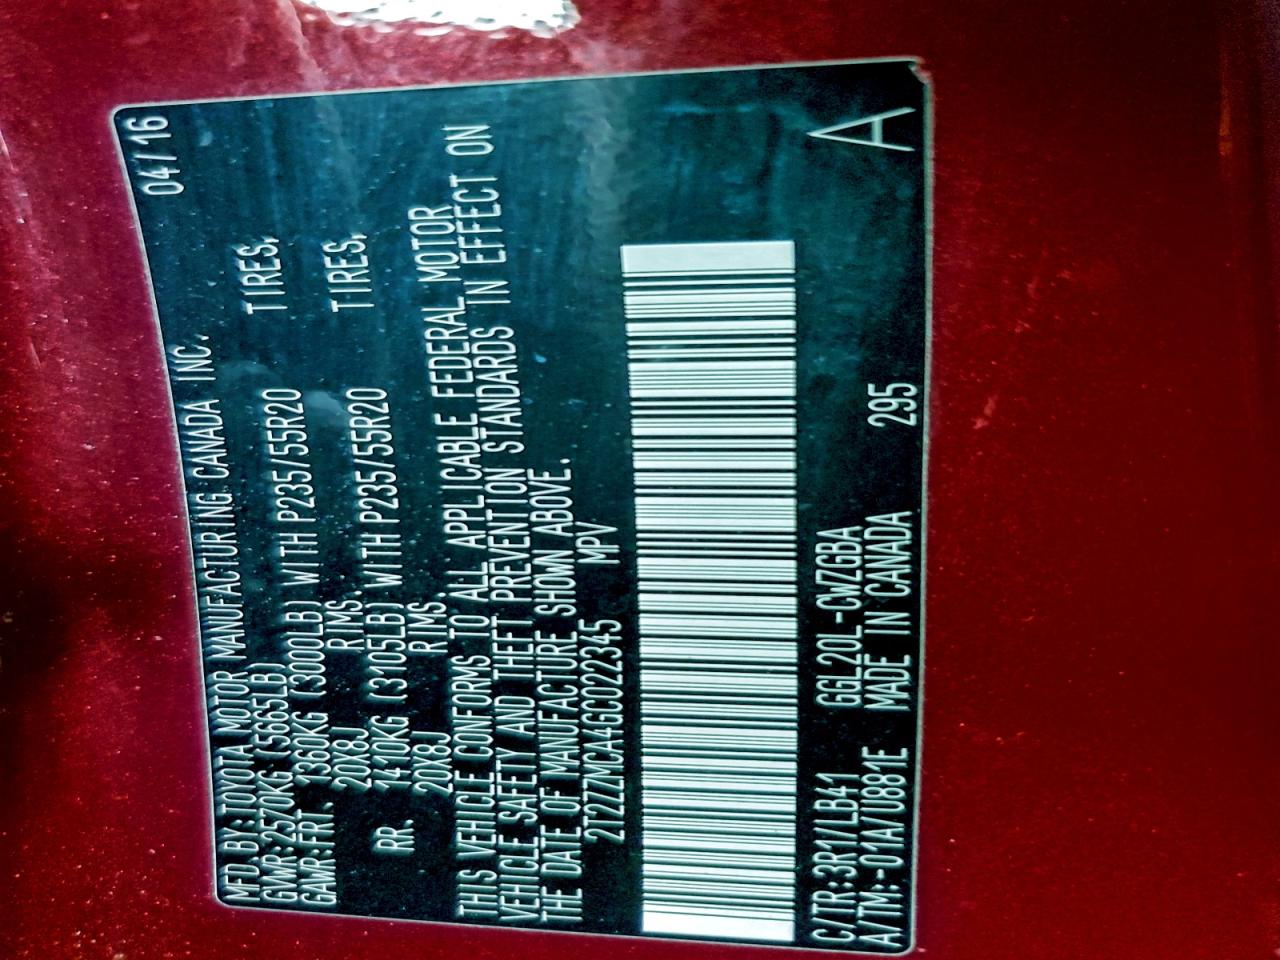 MFD. BY: TOYOTA MOTOR MANUFACTURING CANADA INC. 04/16
GVWR: 2570KG (5665LB)
GAWR: FRT. 1360KG (3000LB) WITH P235/55R20 TIRES,
20X8J RIMS.
RR. 1410KG (3105LB) WITH P235/55R20 TIRES,
20X8J RIMS.
THIS VEHICLE CONFORMS TO ALL APPLICABLE FEDERAL MOTOR
VEHICLE SAFETY AND THEFT PREVENTION STANDARDS IN EFFECT ON
THE DATE OF MANUFACTURE SHOWN ABOVE.
2T2ZZMCA4GC022345 MPV
C/TR:3R1/LB41 GGL20L-CWZGBA
A/TM:-01A/U881E MADE IN CANADA 295 A